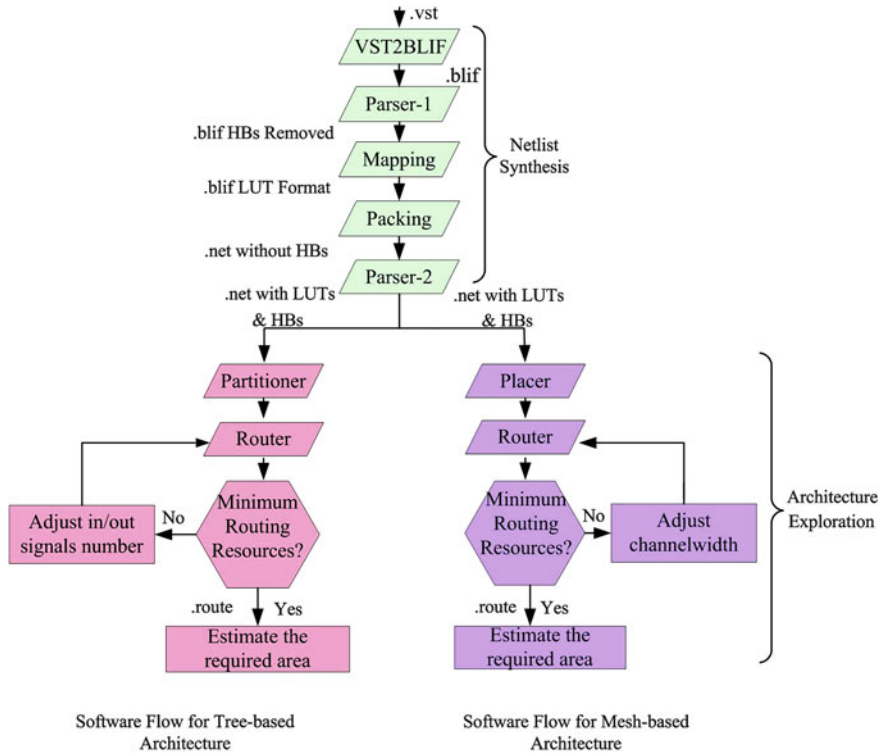 .vst
VST2BLIF
.blif
Parser-1
.blif HBs Removed
Mapping
.blif LUT Format
Packing
.net without HBs
Parser-2
Netlist
Synthesis
.net with LUTs
& HBs
.net with LUTs
& HBs
Partitioner
Router
Minimum
Routing
Resources?
No
Adjust in/out
signals number
.route
Yes
Estimate the
required area
Placer
Router
Minimum
Routing
Resources?
No
Adjust
channelwidth
.route
Yes
Estimate the
required area
Architecture
Exploration
Software Flow for Tree-based
Architecture
Software Flow for Mesh-based
Architecture